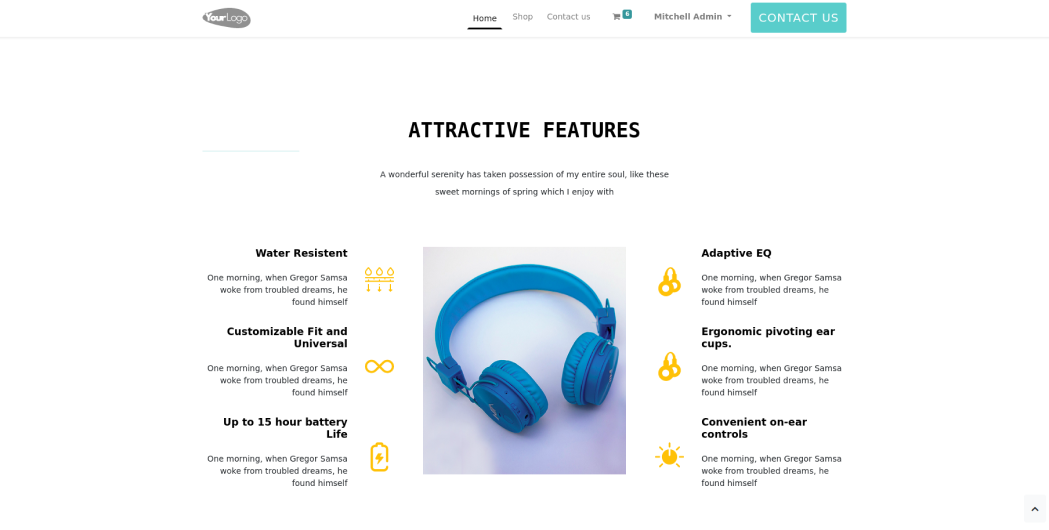 YourLogo
Home
Shop
Contact us
6
Mitchell Admin
CONTACT US
ATTRACTIVE FEATURES
A wonderful serenity has taken possession of my entire soul, like these
sweet mornings of spring which I enjoy with
Water Resistent
One morning, when Gregor Samsa
woke from troubled dreams, he
found himself
Customizable Fit and
Universal
One morning, when Gregor Samsa
woke from troubled dreams, he
found himself
Up to 15 hour battery
Life
One morning, when Gregor Samsa
woke from troubled dreams, he
found himself
Adaptive EQ
One morning, when Gregor Samsa
woke from troubled dreams, he
found himself
Ergonomic pivoting ear
cups.
One morning, when Gregor Samsa
woke from troubled dreams, he
found himself
Convenient on-ear
controls
One morning, when Gregor Samsa
woke from troubled dreams, he
found himself